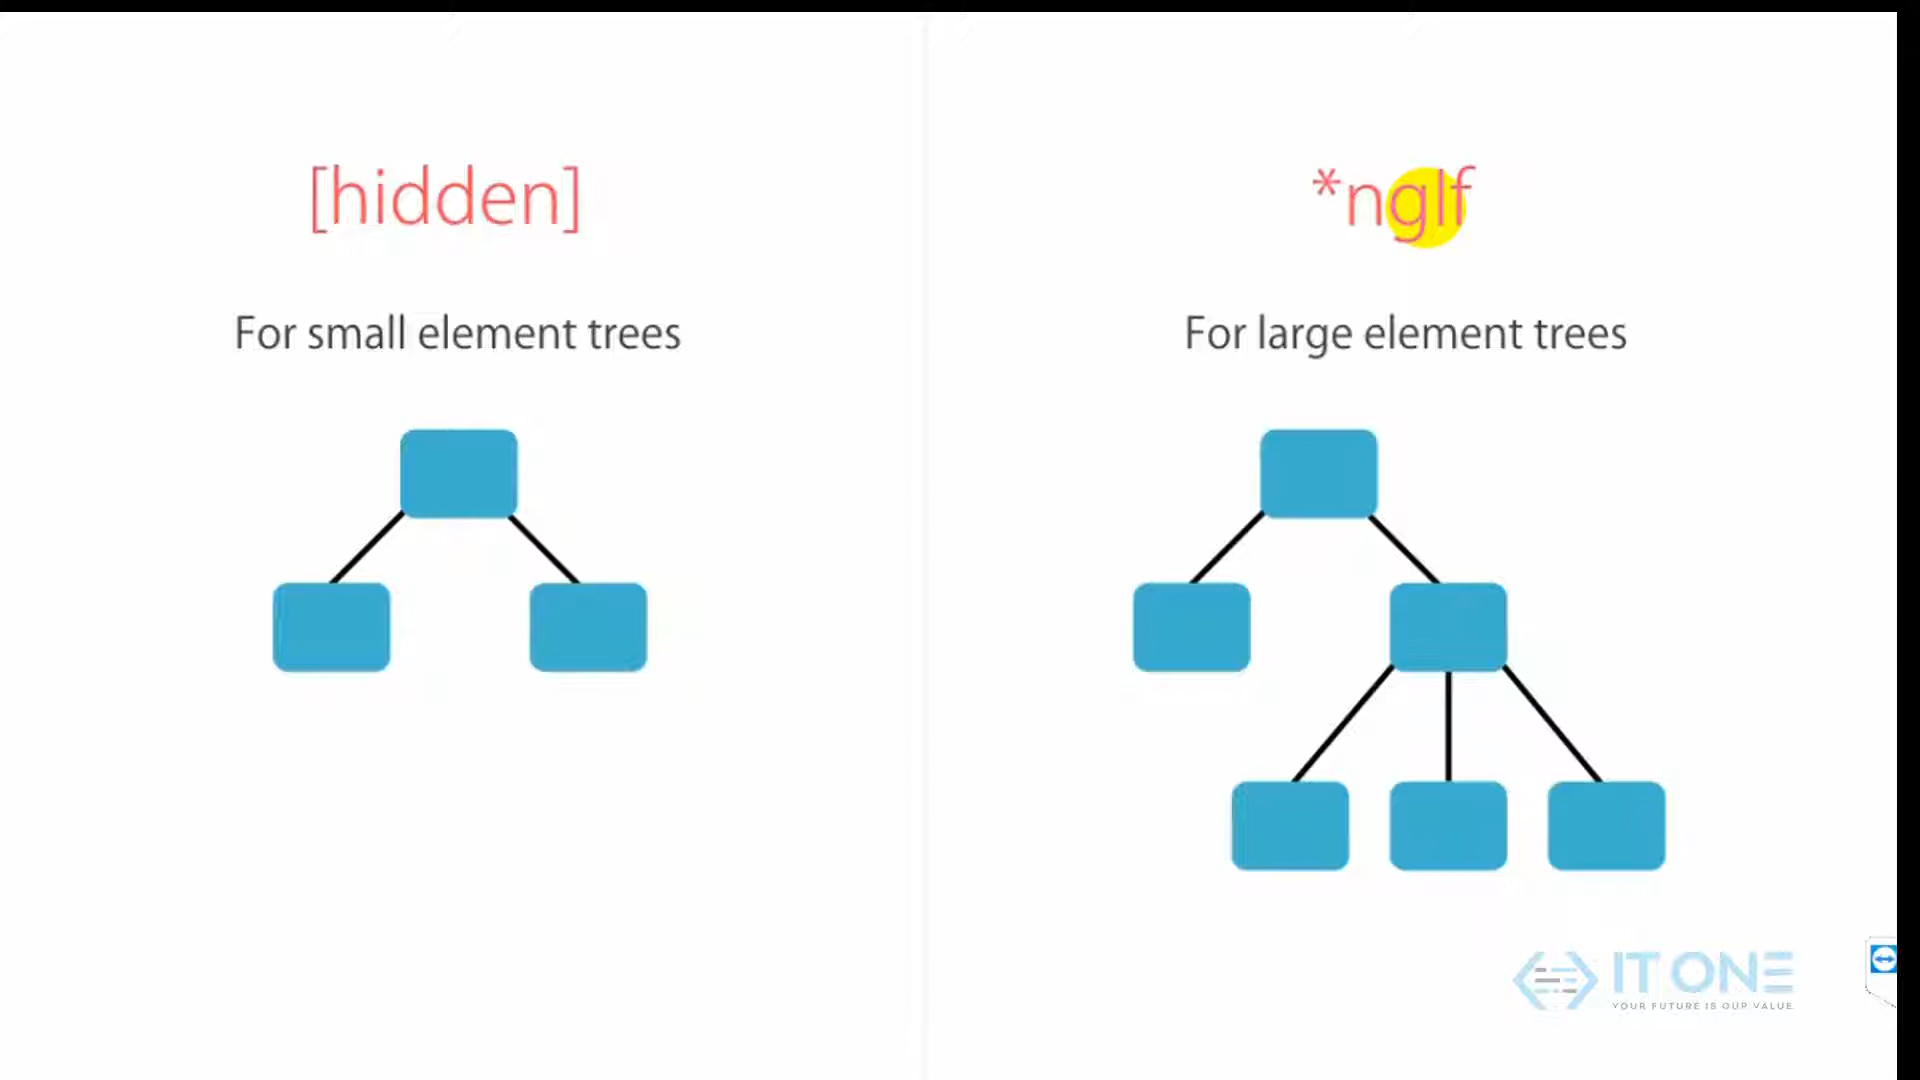 [hidden]
For small element trees
*ngIf
For large element trees
IT ONE
YOUR FUTURE IS OUR VALUE